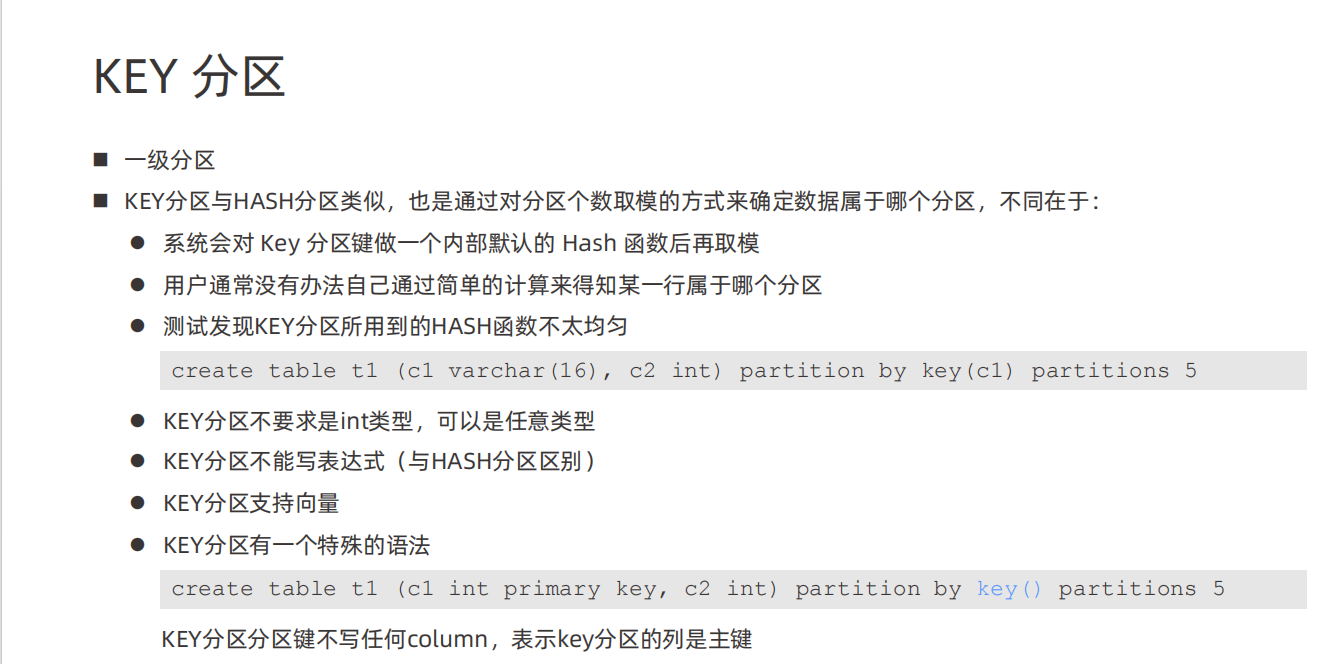 KEY 分区
■ 一级分区
■ KEY分区与HASH分区类似，也是通过对分区个数取模的方式来确定数据属于哪个分区，不同在于：
● 系统会对 Key 分区键做一个内部默认的 Hash 函数后再取模
● 用户通常没有办法自己通过简单的计算来得知某一行属于哪个分区
● 测试发现KEY分区所用到的HASH函数不太均匀
create table t1 (c1 varchar(16), c2 int) partition by key(c1) partitions 5
● KEY分区不要求是int类型，可以是任意类型
● KEY分区不能写表达式（与HASH分区区别）
● KEY分区支持向量
● KEY分区有一个特殊的语法
create table t1 (c1 int primary key, c2 int) partition by key() partitions 5
KEY分区分区键不写任何column，表示key分区的列是主键